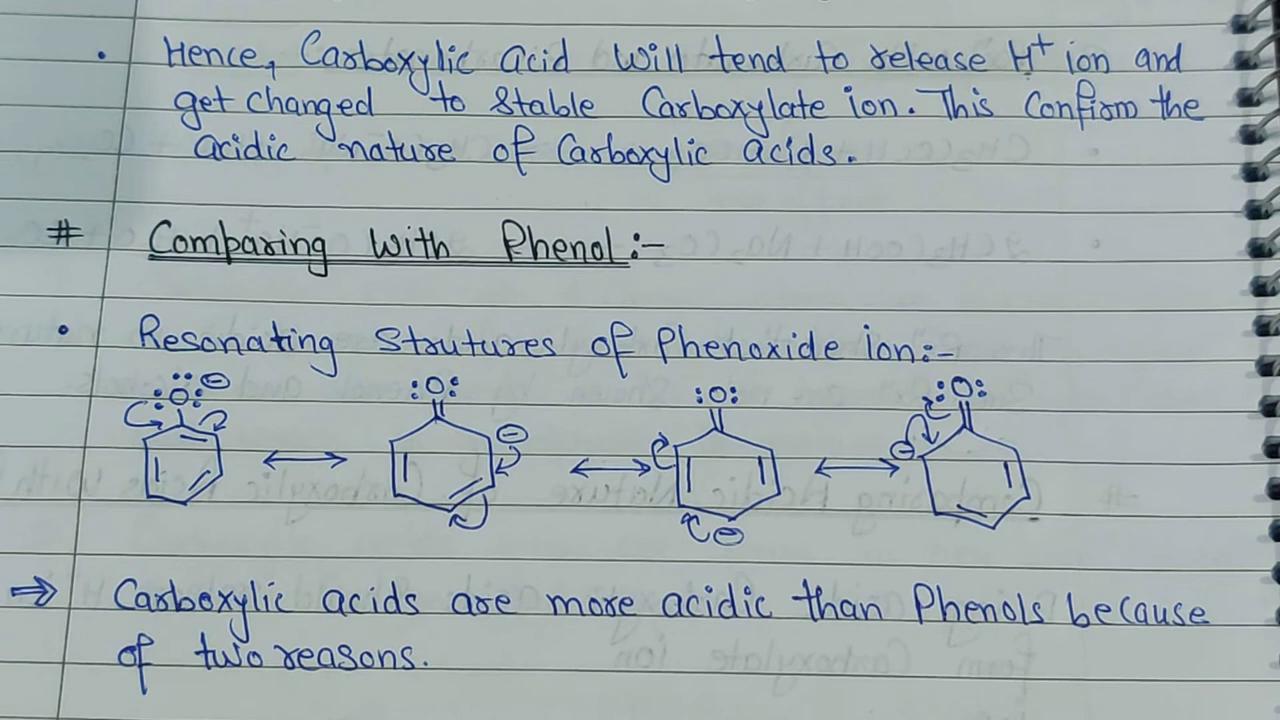 • Hence, Carboxylic acid will tend to release H⁺ ion and
get changed to stable Carboxylate ion. This Confirm the
acidic nature of Carboxylic acids.
# Comparing with Phenol:-
• Resonating Strutures of Phenoxide ion:-
:O: ⊖ :O: :O: :O:
⊖ ⊖
⊖
⇒ Carboxylic acids are more acidic than Phenols because
of two reasons.